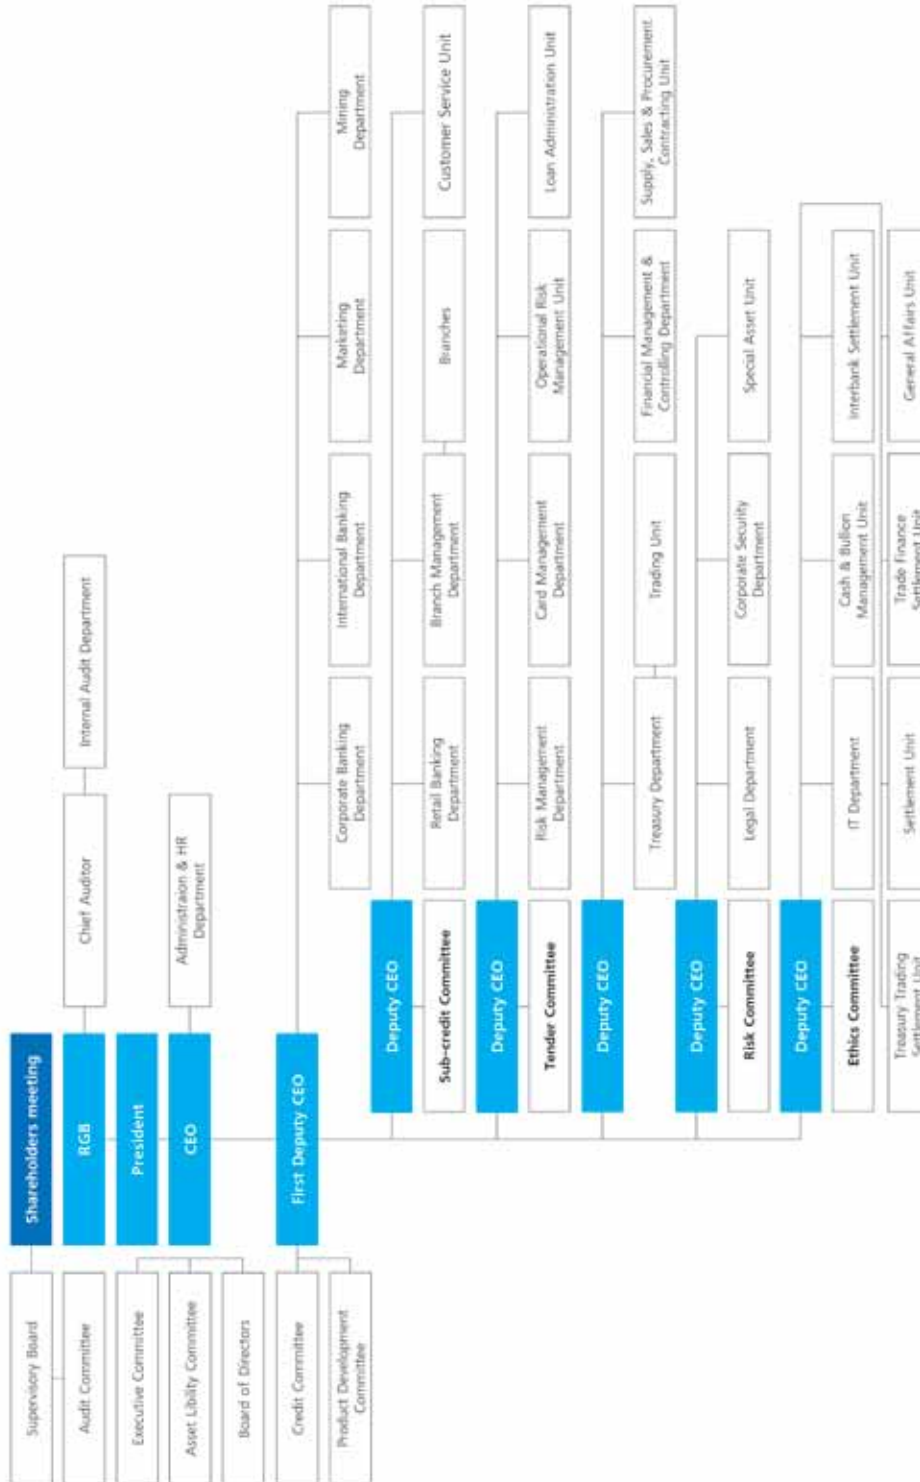 Supervisory Board
Shareholders meeting
Audit Committee
RGB
Chief Auditor
Internal Audit Department
Executive Committee
President
Asset Libility Committee
CEO
Administraion & HR
Department
Board of Directors
Credit Committee
First Deputy CEO
Product Development
Committee
Corporate Banking
Department
International Banking
Department
Marketing
Department
Mining
Department
Deputy CEO
Sub-credit Committee
Retail Banking
Department
Branch Management
Department
Branches
Customer Service Unit
Deputy CEO
Tender Committee
Risk Management
Department
Card Management
Department
Operational Risk
Management Unit
Loan Administration Unit
Deputy CEO
Treasury Department
Trading Unit
Financial Management &
Controlling Department
Supply, Sales & Procurement
Contracting Unit
Deputy CEO
Risk Committee
Legal Department
Corporate Security
Department
Special Asset Unit
Deputy CEO
Ethics Committee
IT Department
Cash & Bullion
Management Unit
Interbank Settlement Unit
Treasury Trading
Settlement Unit
Settlement Unit
Trade Finance
Settlement Unit
General Affairs Unit